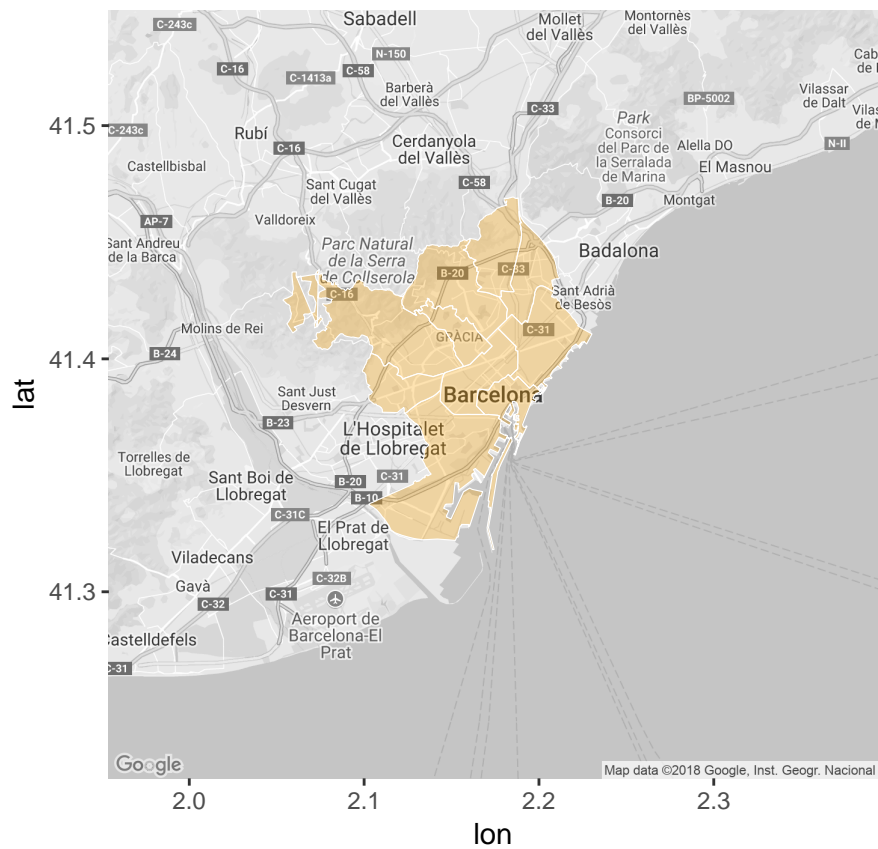 Sabadell
Mollet
del Vallès
Montornès
del Vallès
C-243c
N-150
C-16
C-58
C-1413a
Barberà
del Vallès
BP-5002
Vilassar
de Dalt
C-33
41.5
C-243c
Rubí
C-16
Cerdanyola
del Vallès
Park
Consorci
del Parc de
la Serralada
de Marina
Alella DO
N-II
El Masnou
Castellbisbal
C-58
Sant Cugat
del Vallès
B-20
Montgat
AP-7
Valldoreix
Sant Andreu
de la Barca
Parc Natural
de la Serra
de Collserola
Badalona
B-20
C-33
C-16
Sant Adrià
de Besòs
Molins de Rei
GRÀCIA
C-31
41.4
B-24
lat
Sant Just
Desvern
Barcelona
B-23
L'Hospitalet
de Llobregat
Torrelles de
Llobregat
Sant Boi de
Llobregat
B-20
C-31
B-10
C-31C
El Prat de
Llobregat
Viladecans
Gavà
C-32B
41.3
C-32
C-31
Aeroport de
Barcelona-El
Prat
Castelldefels
C-31
Google
Map data ©2018 Google, Inst. Geogr. Nacional
2.0
2.1
2.2
2.3
lon